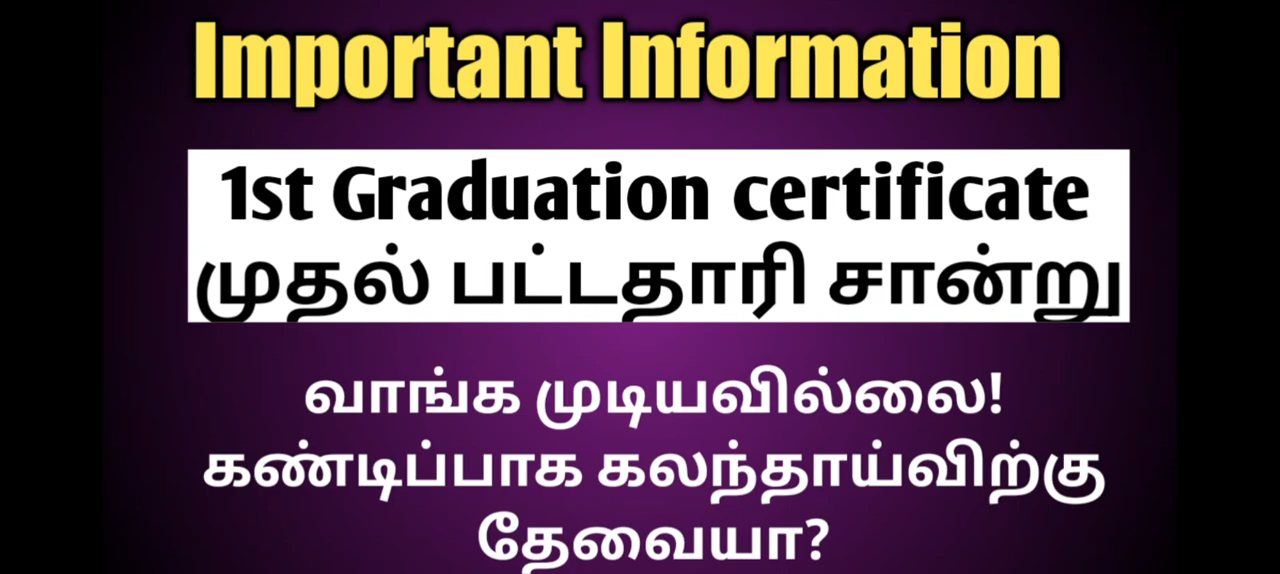 Important Information
1st Graduation certificate
முதல் பட்டதாரி சான்று
வாங்க முடியவில்லை!
கண்டிப்பாக கலந்தாய்விற்கு
தேவையா?